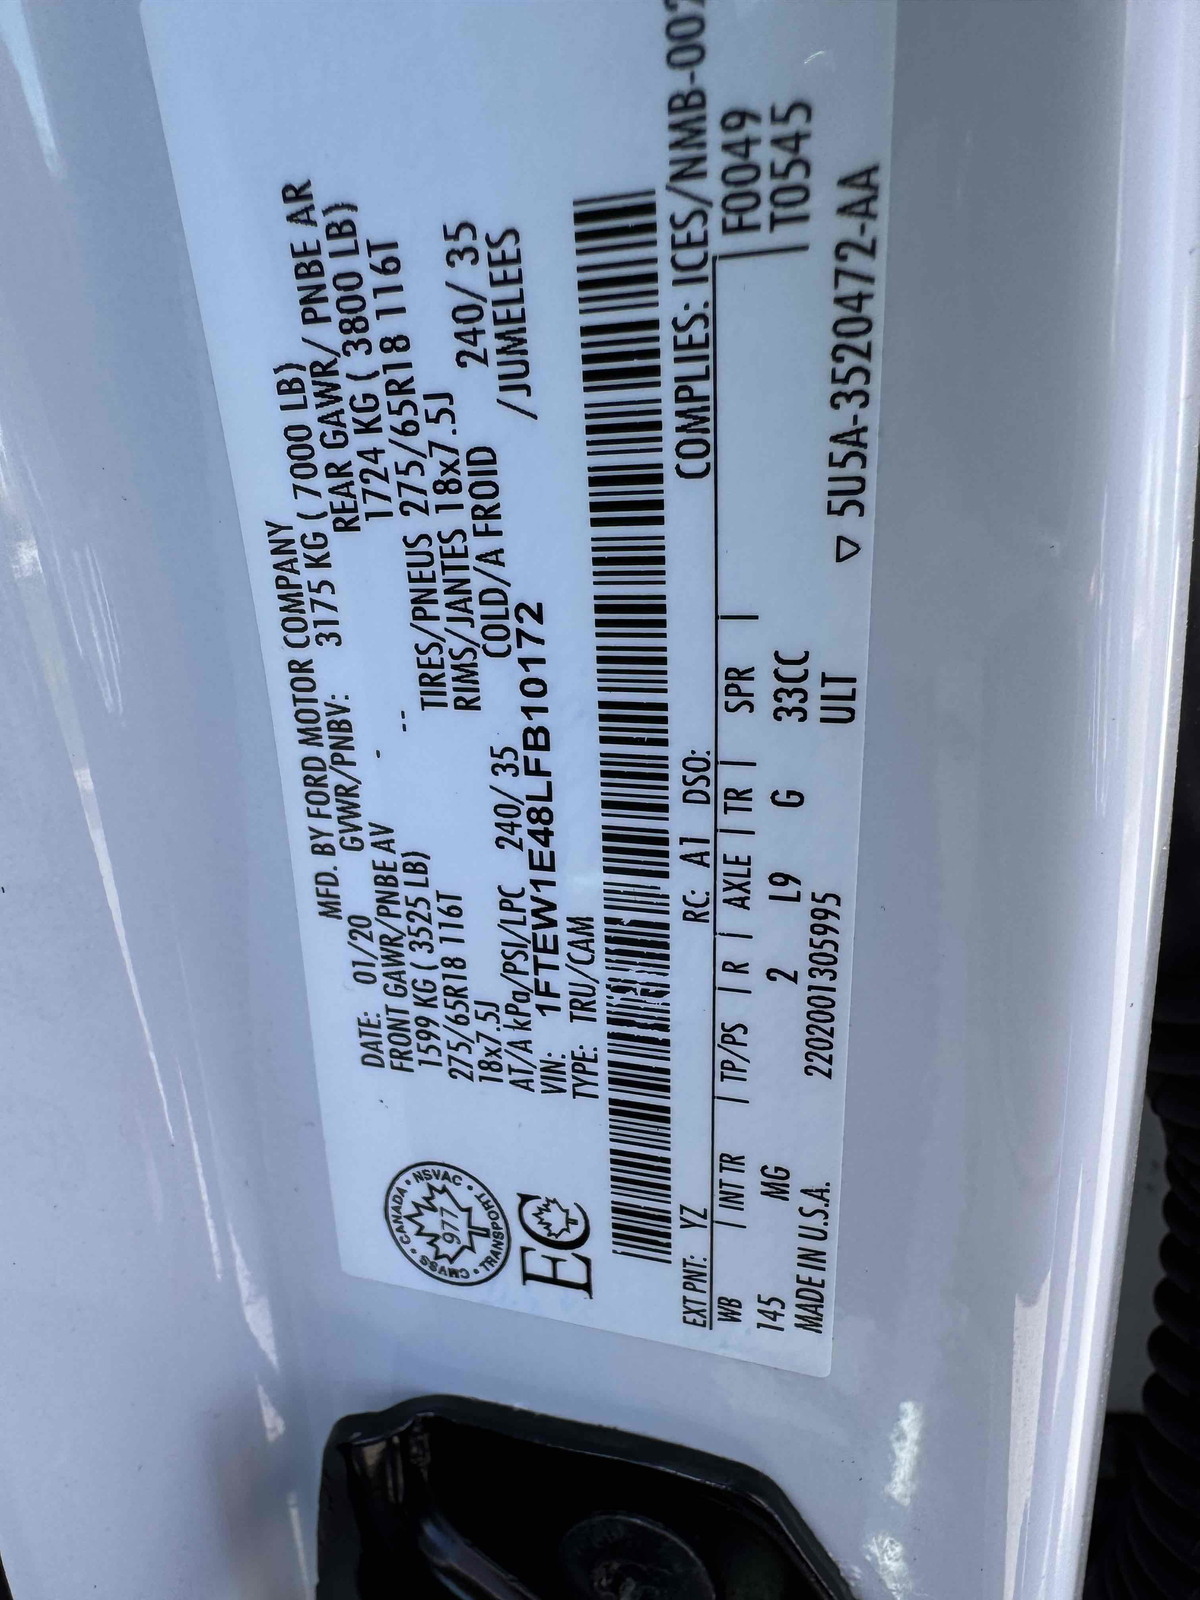 MFD. BY FORD MOTOR COMPANY
DATE: 01/20 GVWR/PNBV: 3175 KG ( 7000 LB)
FRONT GAWR/PNBE AV - REAR GAWR/ PNBE AR
1599 KG ( 3525 LB) -- 1724 KG ( 3800 LB)
275/65R18 116T TIRES/PNEUS 275/65R18 116T
18x7.5J RIMS/JANTES 18x7.5J
AT/A kPa/PSI/LPC 240/ 35 COLD/A FROID 240/ 35
VIN: 1FTEW1E48LFB10172 /JUMELEES
TYPE: TRU/CAM
CMVSS • CANADA • NSVAC • TRANSPORT
977
EC
COMPLIES: ICES/NMB-002
EXT PNT: YZ RC: A1 DSO: F0049
WB | INT TR | TP/PS | R | AXLE | TR | SPR | T0545
145 MG 2 L9 G 33CC
MADE IN U.S.A. 2202001305995 ULT
▽ 5U5A-3520472-AA